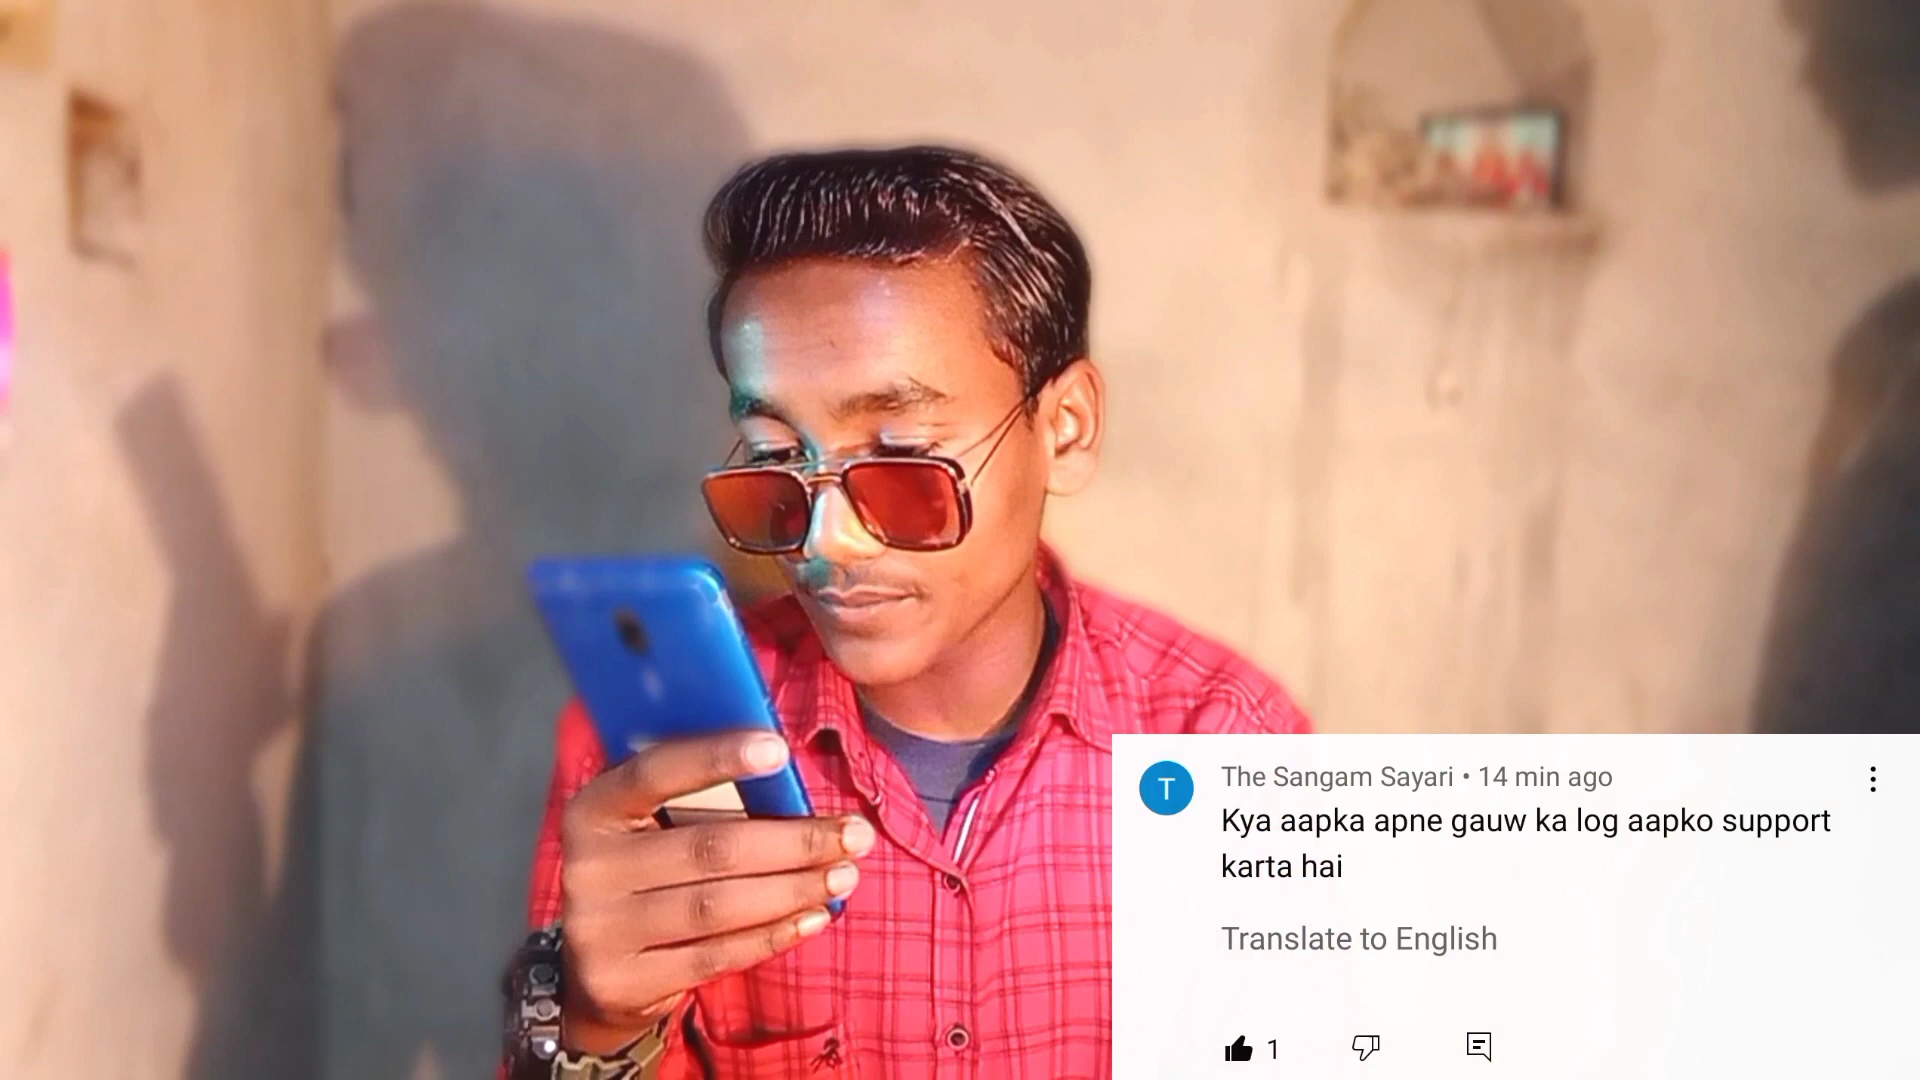 T
The Sangam Sayari • 14 min ago
Kya aapka apne gauw ka log aapko support
karta hai
Translate to English
1